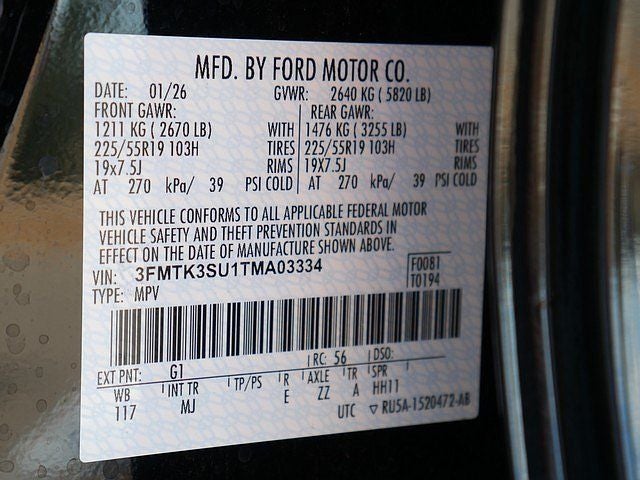 MFD. BY FORD MOTOR CO.
DATE: 01/26 GVWR: 2640 KG ( 5820 LB)
FRONT GAWR: REAR GAWR:
1211 KG ( 2670 LB) WITH 1476 KG ( 3255 LB) WITH
225/55R19 103H TIRES 225/55R19 103H TIRES
19x7.5J RIMS 19x7.5J RIMS
AT 270 kPa/ 39 PSI COLD AT 270 kPa/ 39 PSI COLD
THIS VEHICLE CONFORMS TO ALL APPLICABLE FEDERAL MOTOR
VEHICLE SAFETY AND THEFT PREVENTION STANDARDS IN
EFFECT ON THE DATE OF MANUFACTURE SHOWN ABOVE.
VIN: 3FMTK3SU1TMA03334 F0081
TYPE: MPV T0194
EXT PNT: G1 RC: 56 DSO:
WB INT TR TP/PS R AXLE TR SPR
117 MJ E ZZ A HH11
UTC ▽ RU5A-1520472-AB